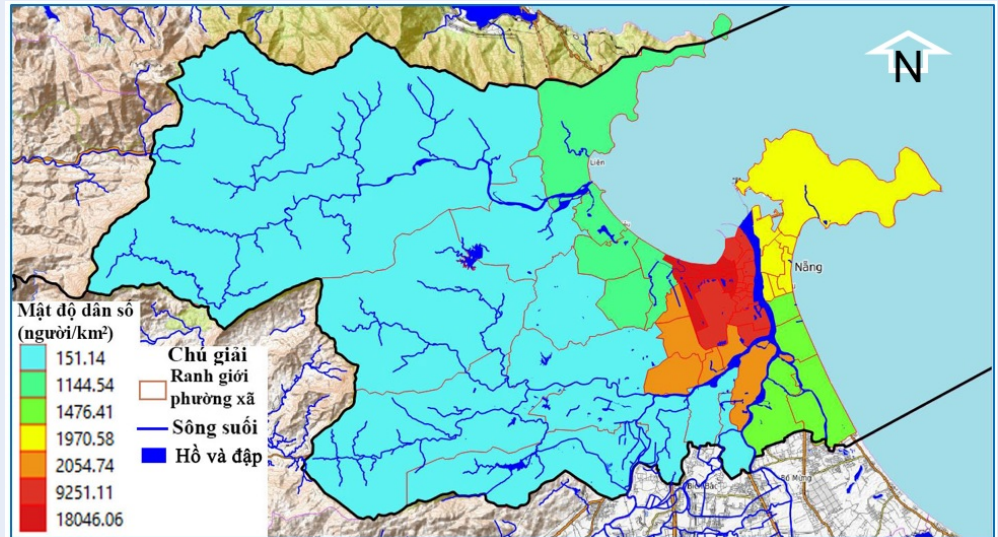 N
Liên
Nẵng
Mật độ dân số
(người/km²)
151.14
1144.54
1476.41
1970.58
2054.74
9251.11
18046.06
Chú giải
Ranh giới
phường xã
Sông suối
Hồ và đập